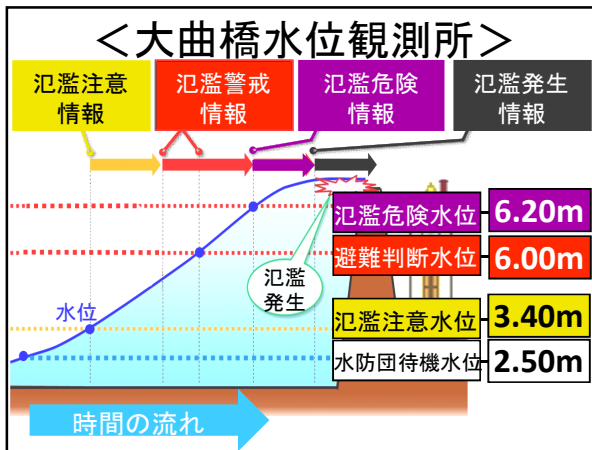 ＜大曲橋水位観測所＞
氾濫注意
情報
氾濫警戒
情報
氾濫危険
情報
氾濫発生
情報
氾濫危険水位
6.20m
避難判断水位
6.00m
氾濫
発生
水位
氾濫注意水位
3.40m
水防団待機水位
2.50m
時間の流れ